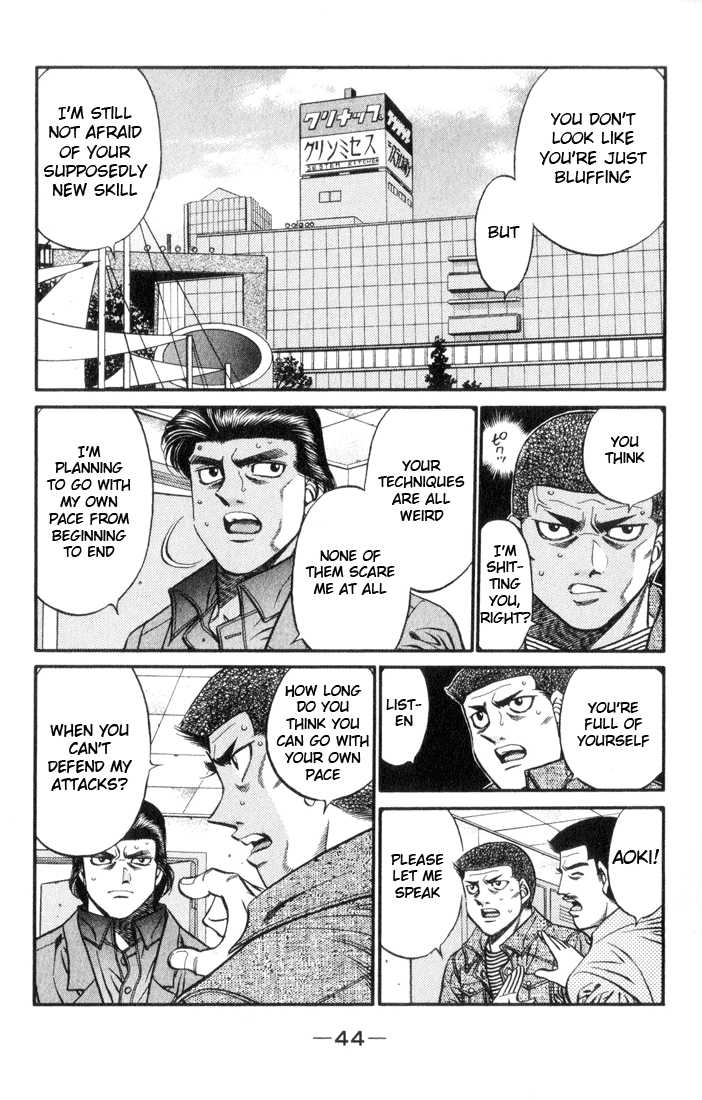 YOU DON'T
LOOK LIKE
YOU'RE JUST
BLUFFING
BUT
I'M STILL
NOT AFRAID
OF YOUR
SUPPOSEDLY
NEW SKILL
クリナップ
クリンミセス
SYSTEM KITCHEN
YOU
THINK
I'M
SHIT-
TING
YOU,
RIGHT?
YOUR
TECHNIQUES
ARE ALL
WEIRD
NONE OF
THEM SCARE
ME AT ALL
I'M
PLANNING
TO GO WITH
MY OWN
PACE FROM
BEGINNING
TO END
YOU'RE
FULL OF
YOURSELF
LIST-
EN
AOKI!
PLEASE
LET ME
SPEAK
HOW LONG
DO YOU
THINK YOU
CAN GO WITH
YOUR OWN
PACE
WHEN YOU
CAN'T
DEFEND MY
ATTACKS?
—44—